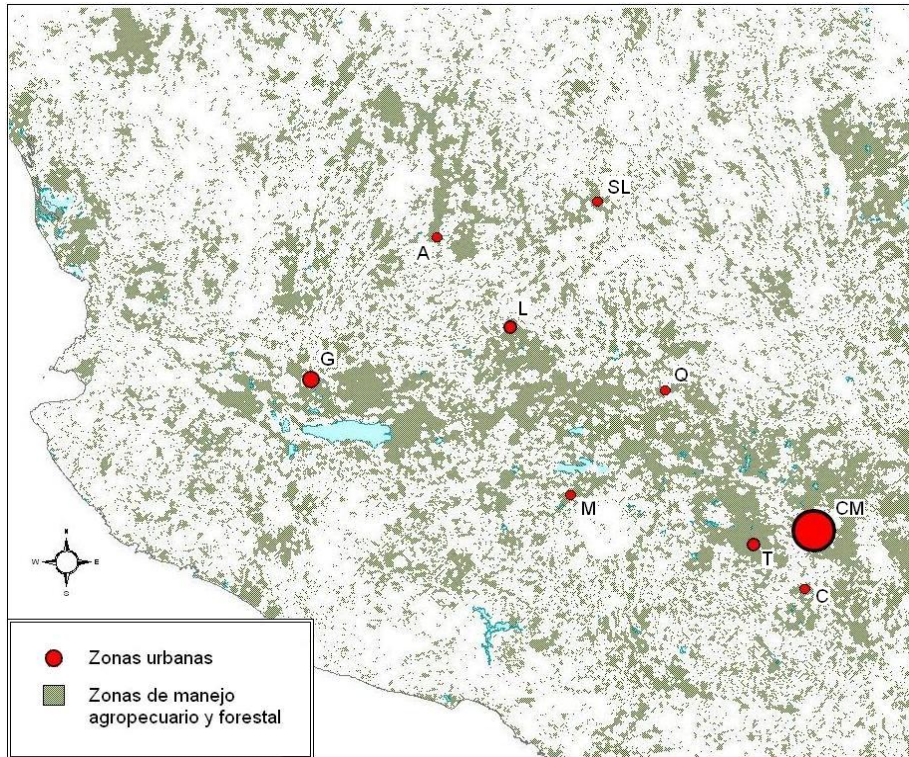 SL
A
L
G
Q
M
CM
T
C
N
W E
S
Zonas urbanas
Zonas de manejo
agropecuario y forestal